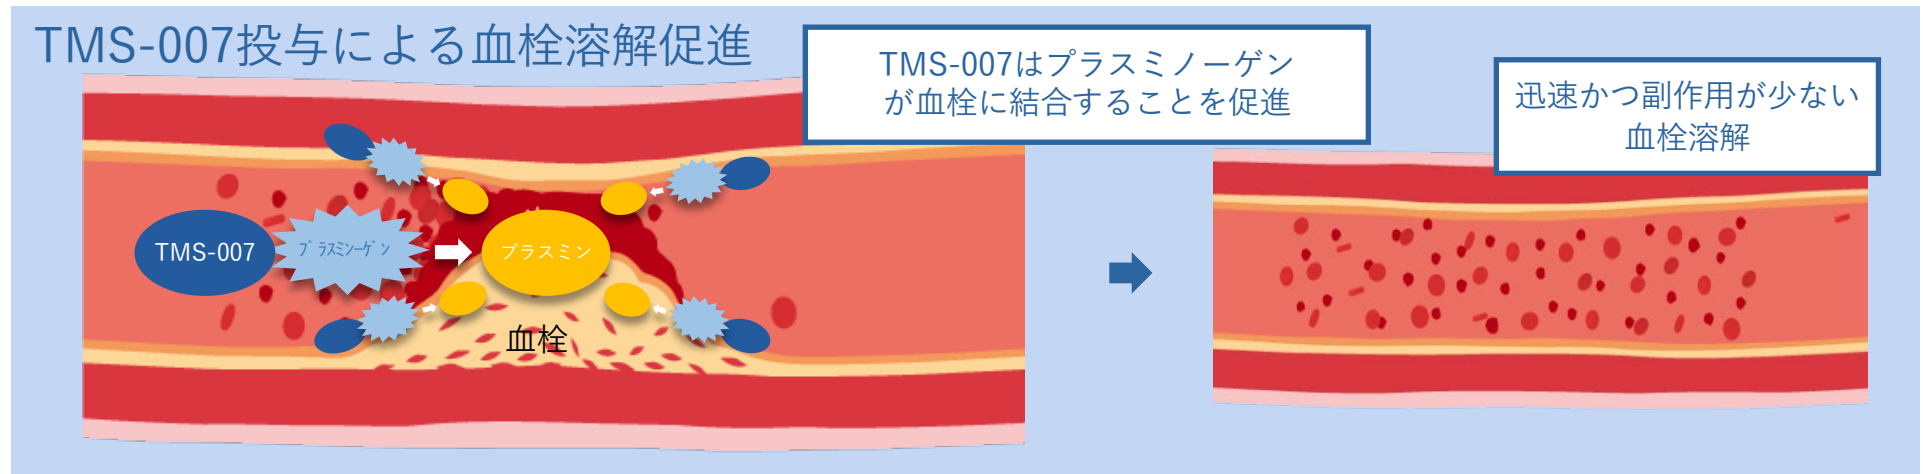 TMS-007投与による血栓溶解促進
TMS-007はプラスミノーゲン
が血栓に結合することを促進
迅速かつ副作用が少ない
血栓溶解
TMS-007
ﾌﾟﾗｽﾐﾝｰｹﾞﾝ
プラスミン
血栓